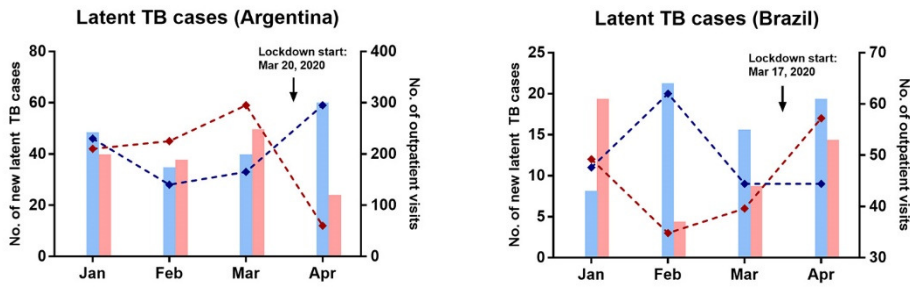 Latent TB cases (Argentina)
No. of new latent TB cases
80
60
40
20
0
Lockdown start:
Mar 20, 2020
400
300
200
100
0
No. of outpatient
visits
Jan Feb Mar Apr
Latent TB cases (Brazil)
No. of new latent TB cases
25
20
15
10
5
0
Lockdown start:
Mar 17, 2020
70
60
50
40
30
No. of outpatient
visits
Jan Feb Mar Apr